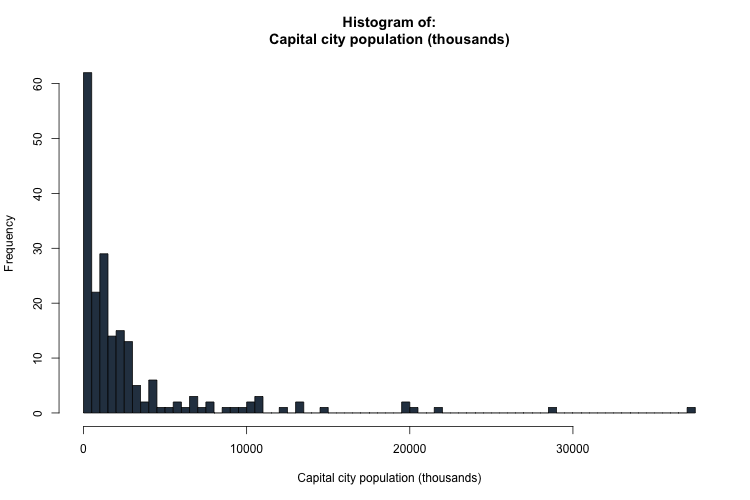 Histogram of:
Capital city population (thousands)
Frequency
60
50
40
30
20
10
0
0 10000 20000 30000
Capital city population (thousands)